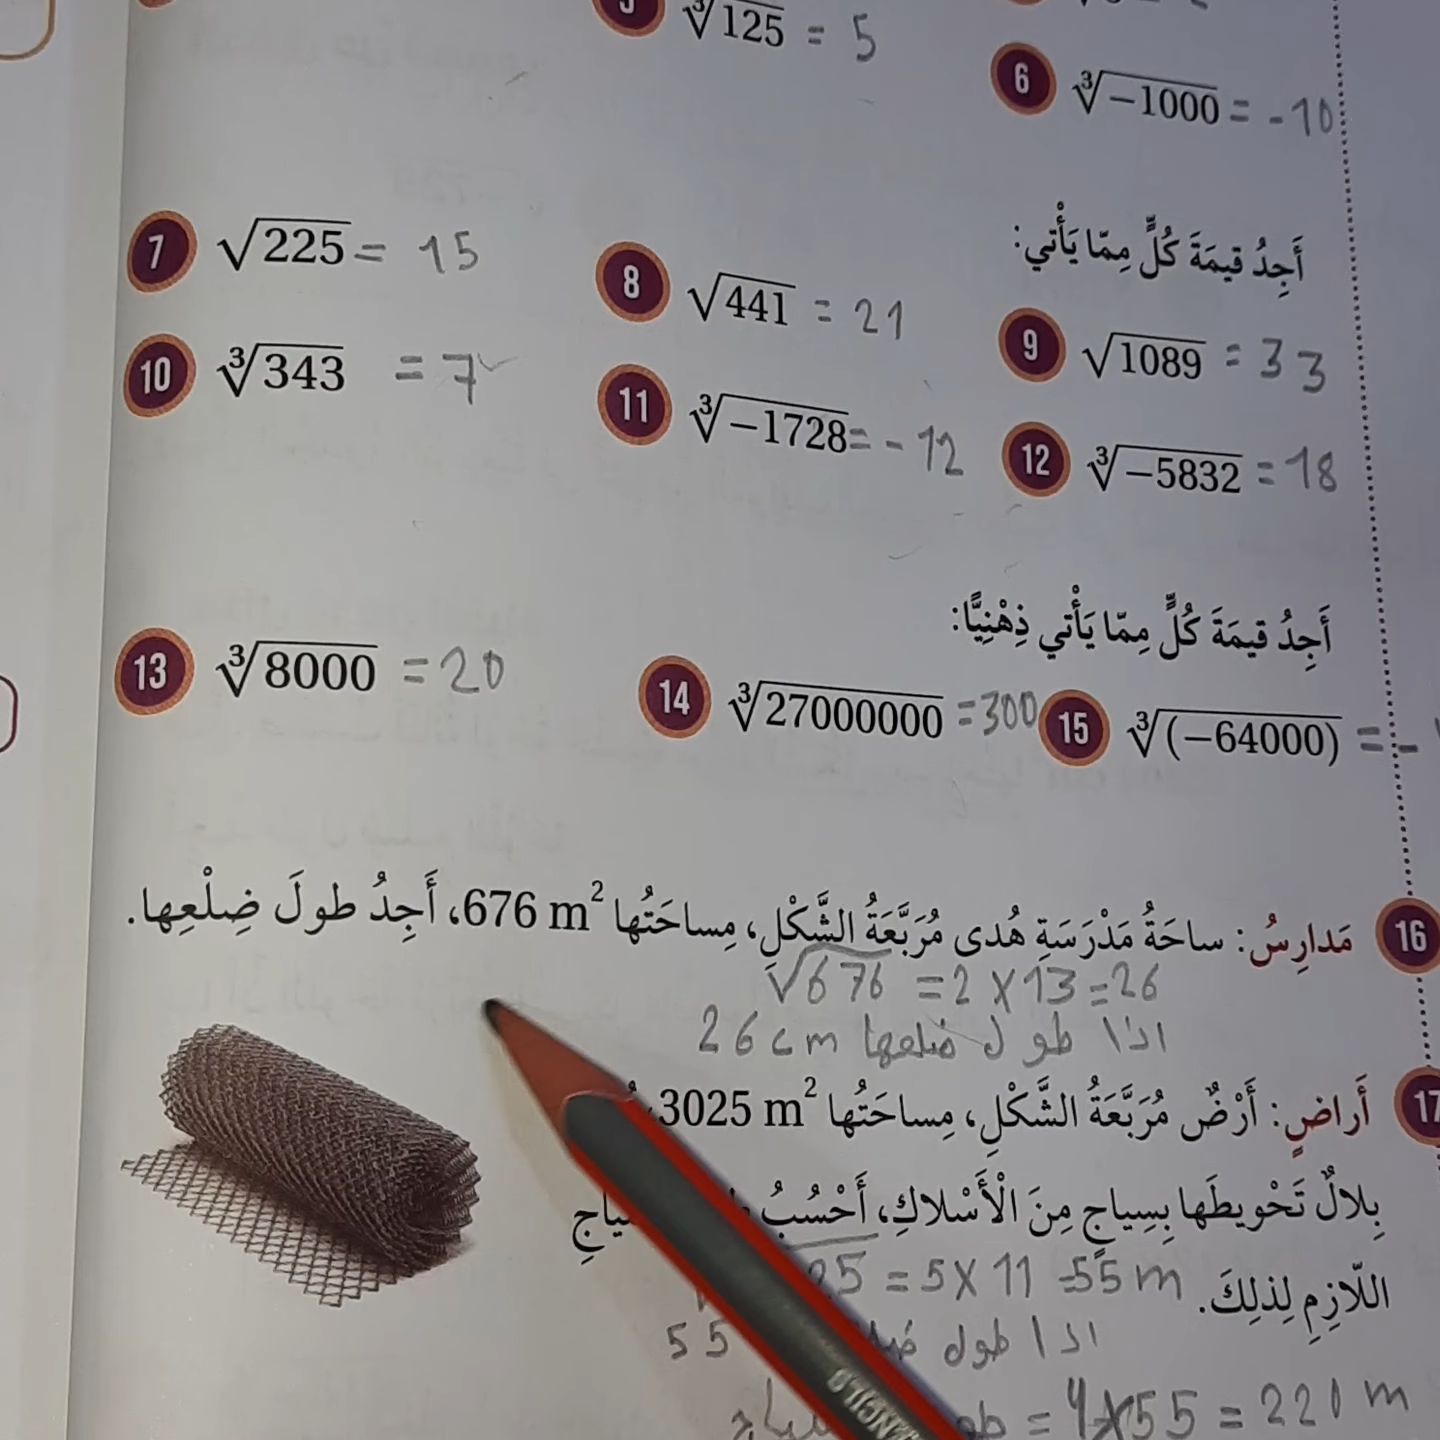 ∛125 = 5
6 ∛-1000 = -10
أَجِدُ قيمَةَ كُلٍّ مِمّا يَأْتي:
7 √225 = 15
8 √441 = 21
9 √1089 = 33
10 ∛343 = 7
11 ∛-1728 = -12
12 ∛-5832 = 18
أَجِدُ قيمَةَ كُلٍّ مِمّا يَأْتي ذِهْنِيًّا:
13 ∛8000 = 20
14 ∛27000000 = 300
15 ∛(-64000) = -
16 مَدارِسُ: ساحَةُ مَدْرَسَةِ هُدى مُرَبَّعَةُ الشَّكْلِ، مِساحَتُها 676 m²، أَجِدُ طولَ ضِلْعِها.
√676 = 2 X 13 = 26
اذا طول ضلعها 26 cm
17 أَراضٍ: أَرْضٌ مُرَبَّعَةُ الشَّكْلِ، مِساحَتُها 3025 m²
بِلالٌ تَحْويطَها بِسِياجٍ مِنَ الْأَسْلاكِ، أَحْسُبُ
اللّازِمِ لِذلِكَ.
25 = 5 X 11 = 55 m
اذا طول 55
= 4 X 55 = 220 m